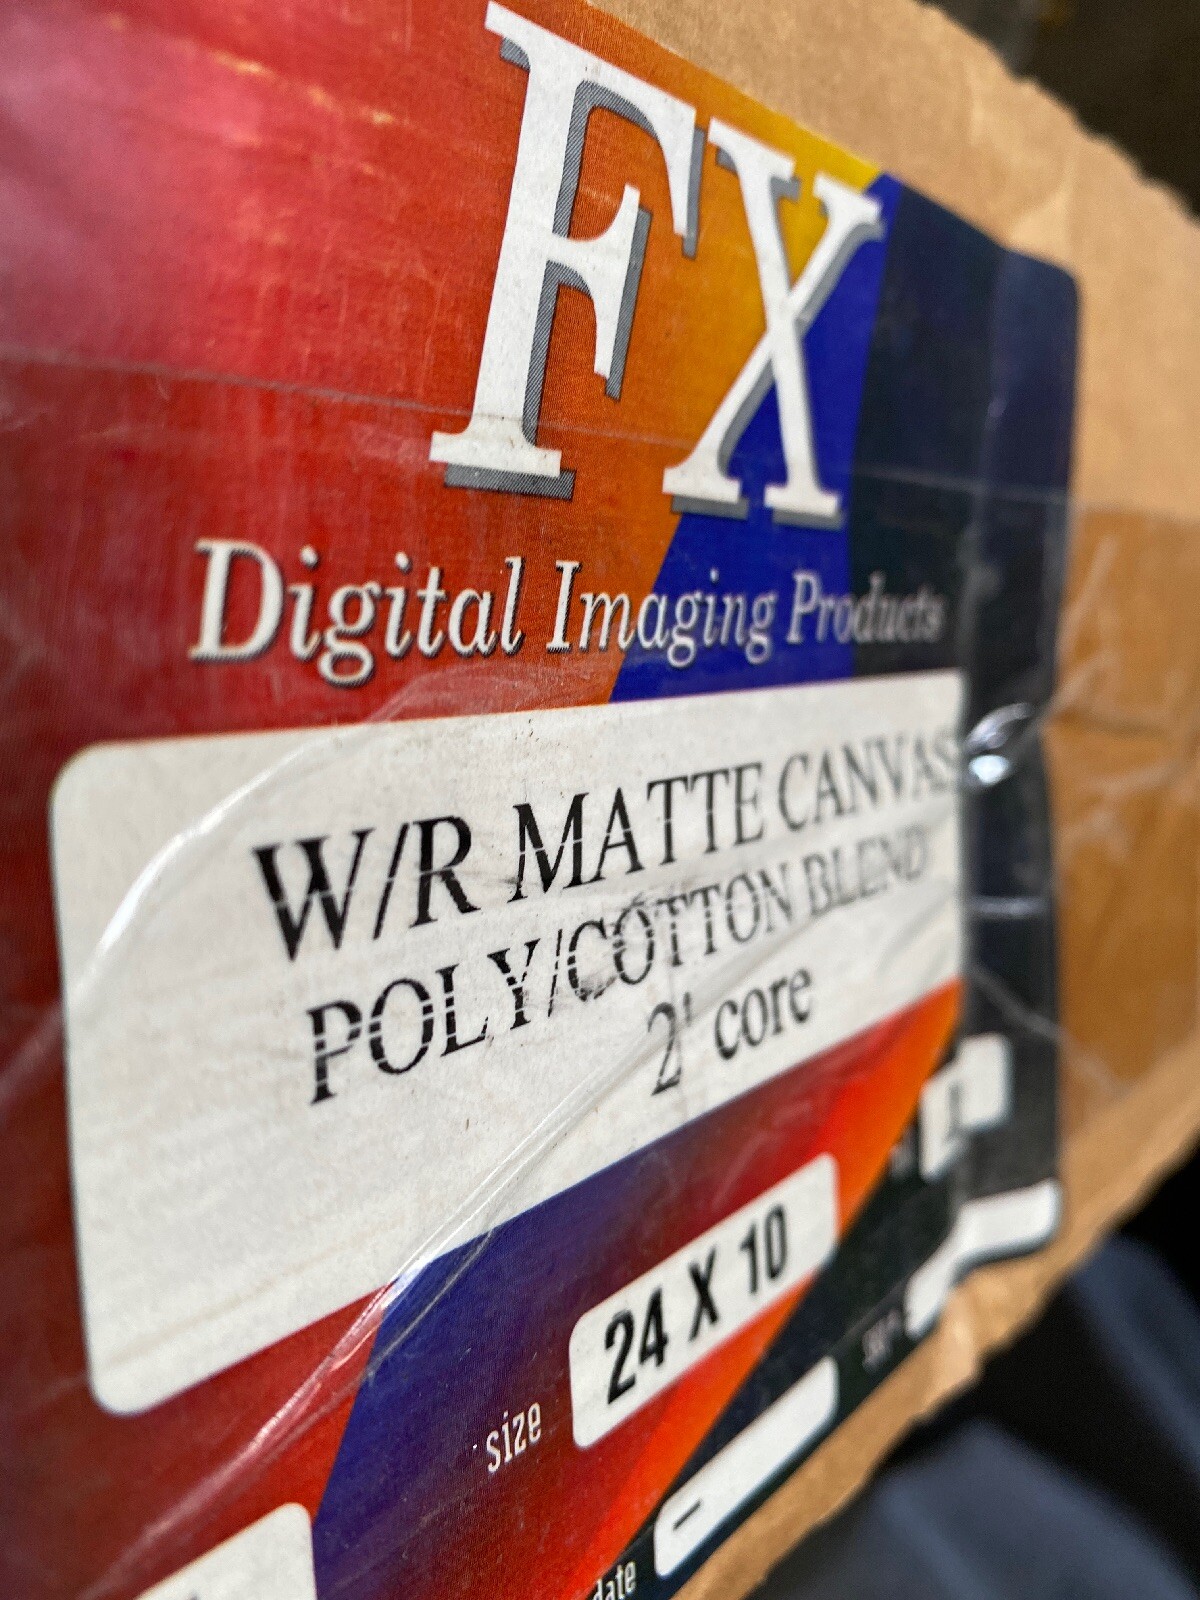 FX
Digital Imaging Products
W/R MATTE CANVAS
POLY/COTTON BLEND
2' core
size 24 X 10
date -